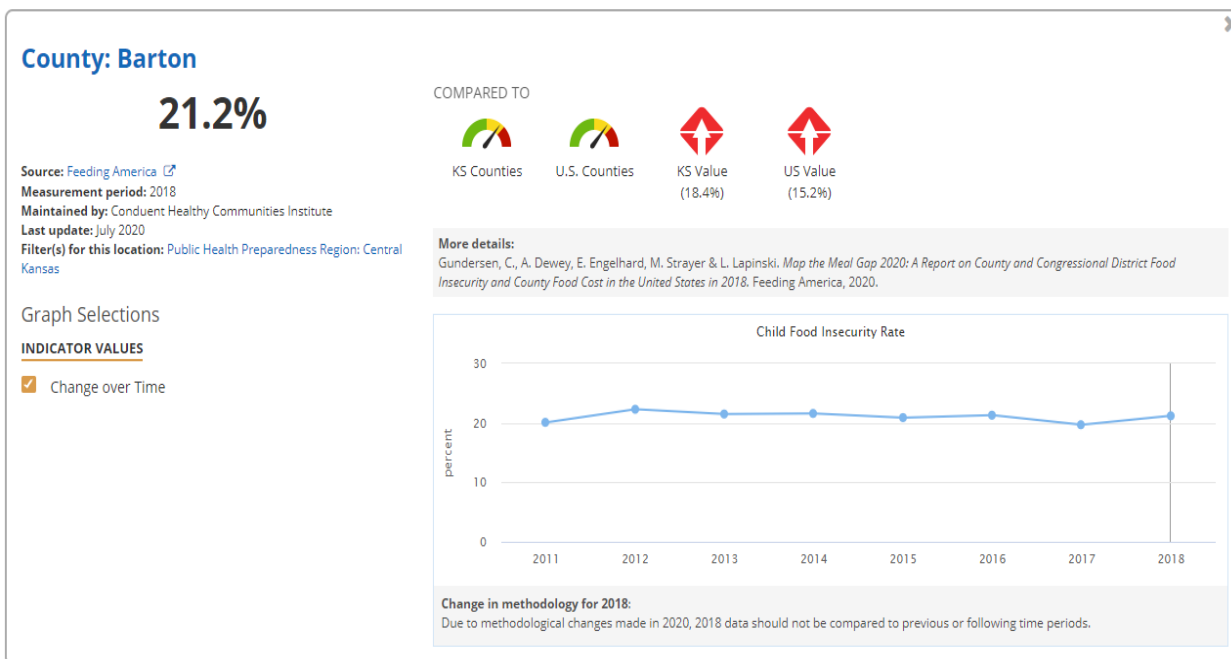 County: Barton
21.2%
Source: Feeding America
Measurement period: 2018
Maintained by: Conduent Healthy Communities Institute
Last update: July 2020
Filter(s) for this location: Public Health Preparedness Region: Central
Kansas
Graph Selections
INDICATOR VALUES
Change over Time
COMPARED TO
KS Counties
U.S. Counties
KS Value
(18.4%)
US Value
(15.2%)
More details:
Gundersen, C., A. Dewey, E. Engelhard, M. Strayer & L. Lapinski. Map the Meal Gap 2020: A Report on County and Congressional District Food
Insecurity and County Food Cost in the United States in 2018. Feeding America, 2020.
Child Food Insecurity Rate
percent
30
20
10
0
2011 2012 2013 2014 2015 2016 2017 2018
Change in methodology for 2018:
Due to methodological changes made in 2020, 2018 data should not be compared to previous or following time periods.